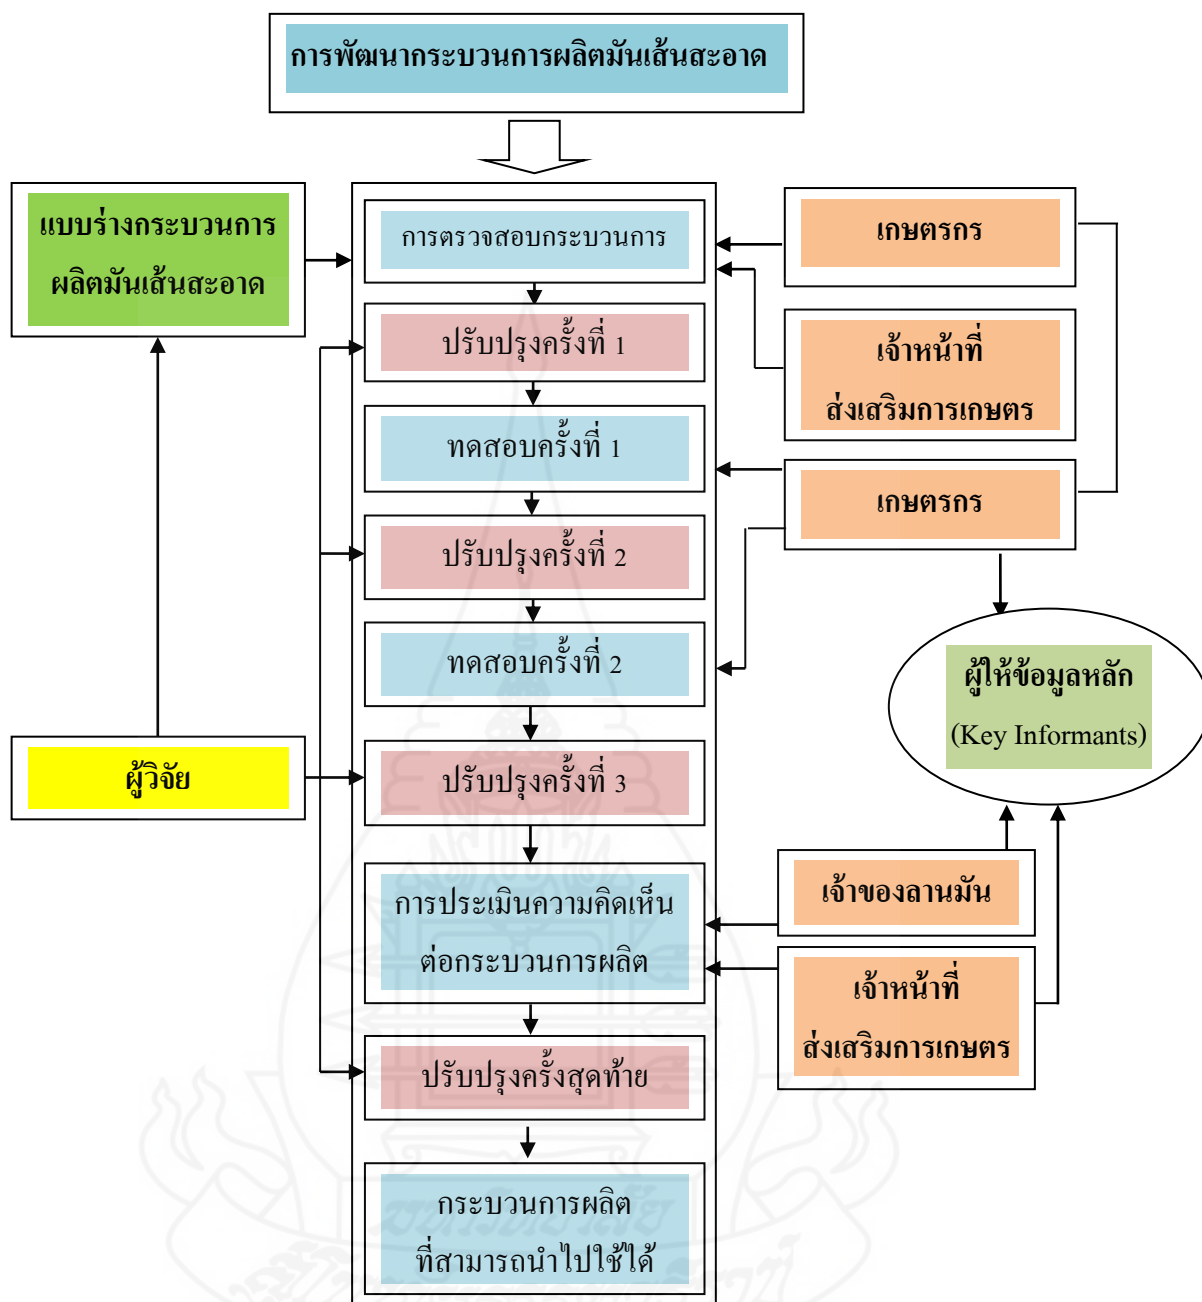 การพัฒนากระบวนการผลิตมันเส้นสะอาด
แบบร่างกระบวนการ
ผลิตมันเส้นสะอาด
การตรวจสอบกระบวนการ
เกษตรกร
ปรับปรุงครั้งที่ 1
เจ้าหน้าที่
ส่งเสริมการเกษตร
ทดสอบครั้งที่ 1
เกษตรกร
ปรับปรุงครั้งที่ 2
ทดสอบครั้งที่ 2
ผู้ให้ข้อมูลหลัก
(Key Informants)
ผู้วิจัย
ปรับปรุงครั้งที่ 3
การประเมินความคิดเห็น
ต่อกระบวนการผลิต
เจ้าของลานมัน
เจ้าหน้าที่
ส่งเสริมการเกษตร
ปรับปรุงครั้งสุดท้าย
กระบวนการผลิต
ที่สามารถนำไปใช้ได้